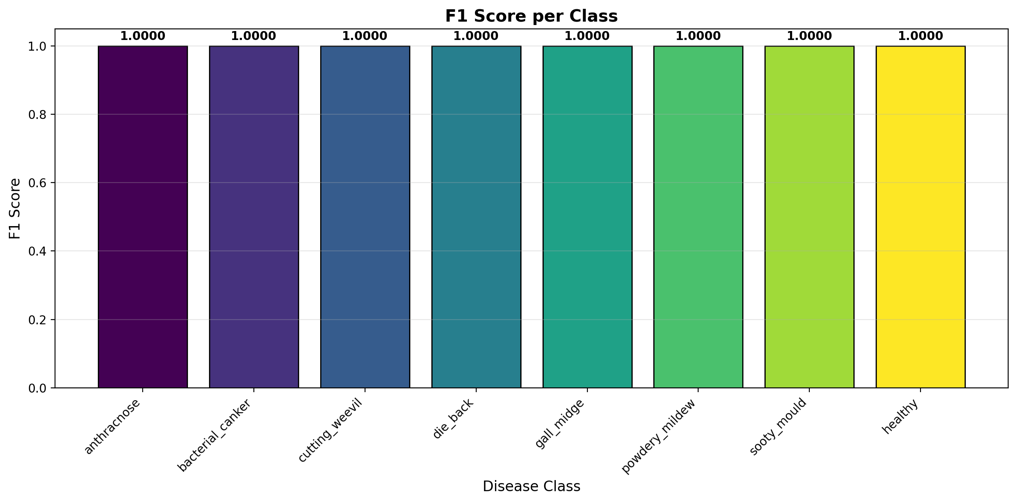 F1 Score per Class
1.0000 1.0000 1.0000 1.0000 1.0000 1.0000 1.0000 1.0000
1.0
0.8
0.6
0.4
0.2
0.0
F1 Score
anthracnose
bacterial_canker
cutting_weevil
die_back
gall_midge
powdery_mildew
sooty_mould
healthy
Disease Class